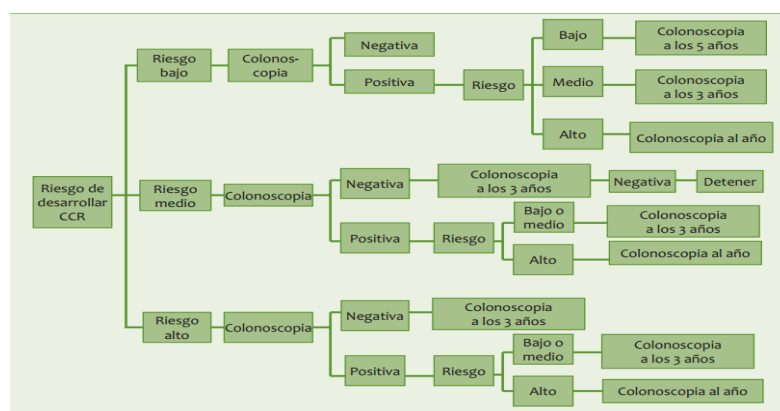 Riesgo de
desarrollar
CCR
Riesgo
bajo
Colonos-
copia
Negativa
Positiva
Riesgo
Bajo
Colonoscopia
a los 5 años
Medio
Colonoscopia
a los 3 años
Alto
Colonoscopia al año
Riesgo
medio
Colonoscopia
Negativa
Colonoscopia
a los 3 años
Negativa
Detener
Positiva
Riesgo
Bajo o
medio
Colonoscopia
a los 3 años
Alto
Colonoscopia al año
Riesgo
alto
Colonoscopia
Negativa
Colonoscopia
a los 3 años
Positiva
Riesgo
Bajo o
medio
Colonoscopia
a los 3 años
Alto
Colonoscopia al año